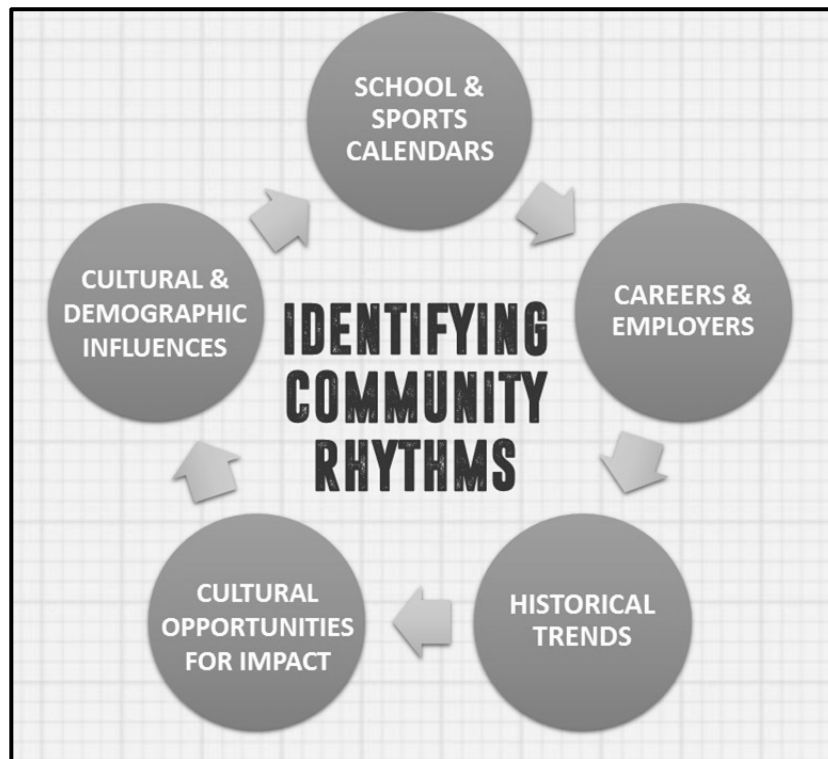 SCHOOL &
SPORTS
CALENDARS
CAREERS &
EMPLOYERS
HISTORICAL
TRENDS
CULTURAL
OPPORTUNITIES
FOR IMPACT
CULTURAL &
DEMOGRAPHIC
INFLUENCES
IDENTIFYING
COMMUNITY
RHYTHMS